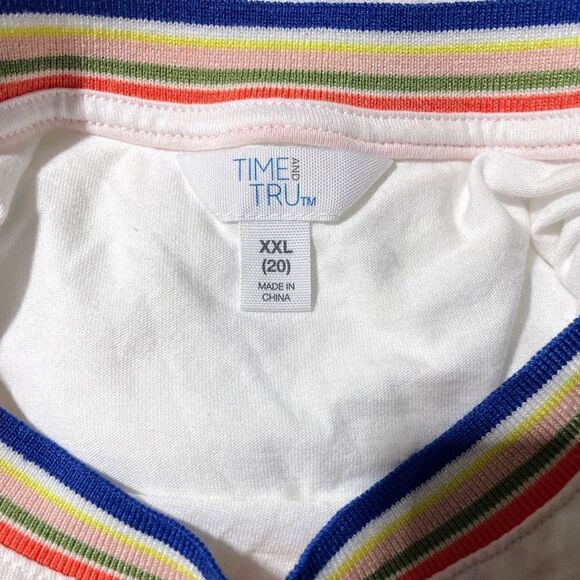 TIME AND
TRU™
XXL
(20)
MADE IN
CHINA